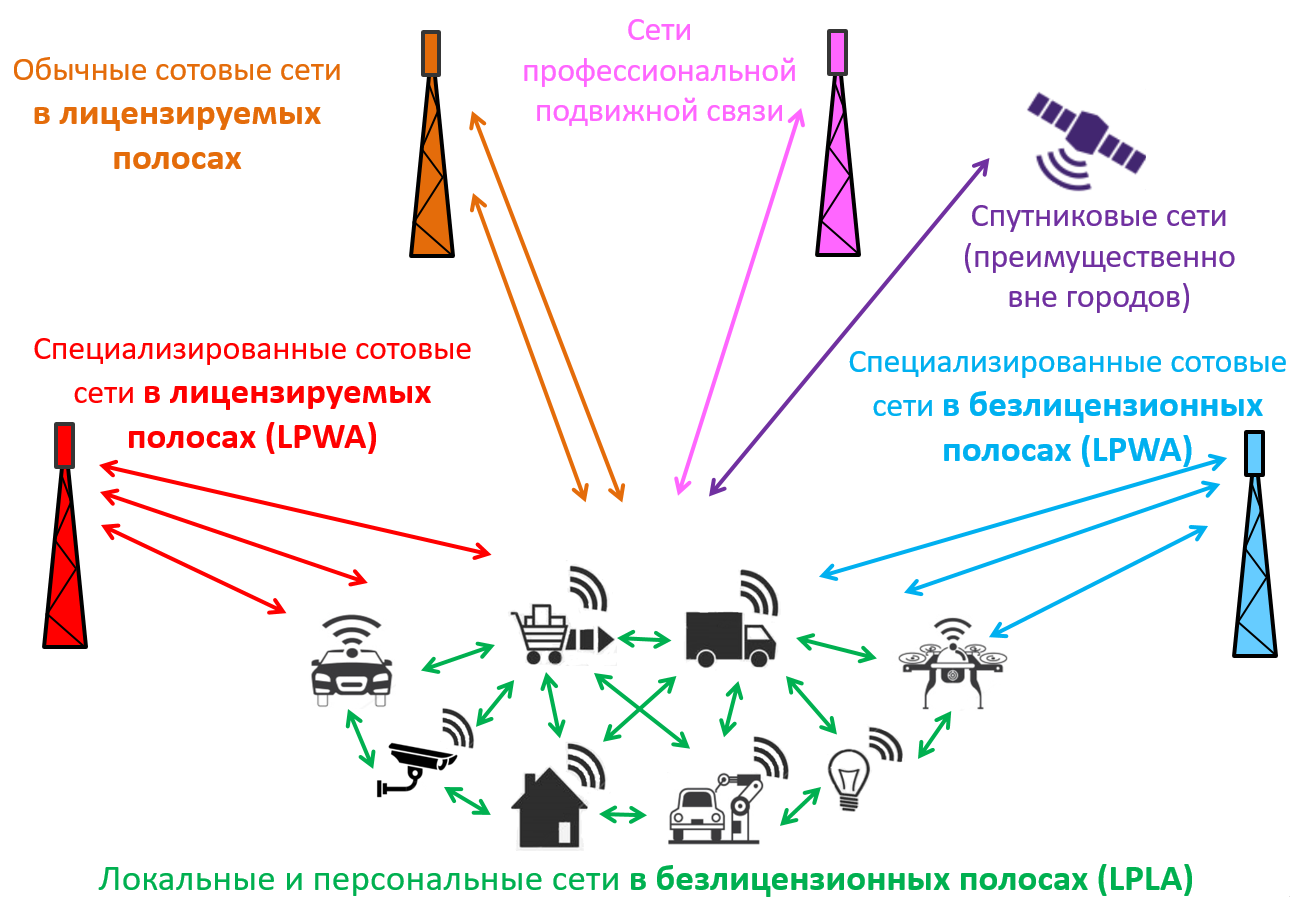 Обычные сотовые сети
в лицензируемых
полосах
Сети
профессиональной
подвижной связи
Спутниковые сети
(преимущественно
вне городов)
Специализированные сотовые
сети в лицензируемых
полосах (LPWA)
Специализированные сотовые
сети в безлицензионных
полосах (LPWA)
Локальные и персональные сети в безлицензионных полосах (LPLA)